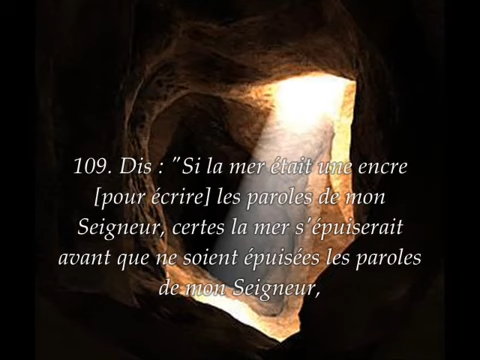 109. Dis : "Si la mer était une encre
[pour écrire] les paroles de mon
Seigneur, certes la mer s'épuiserait
avant que ne soient épuisées les paroles
de mon Seigneur,